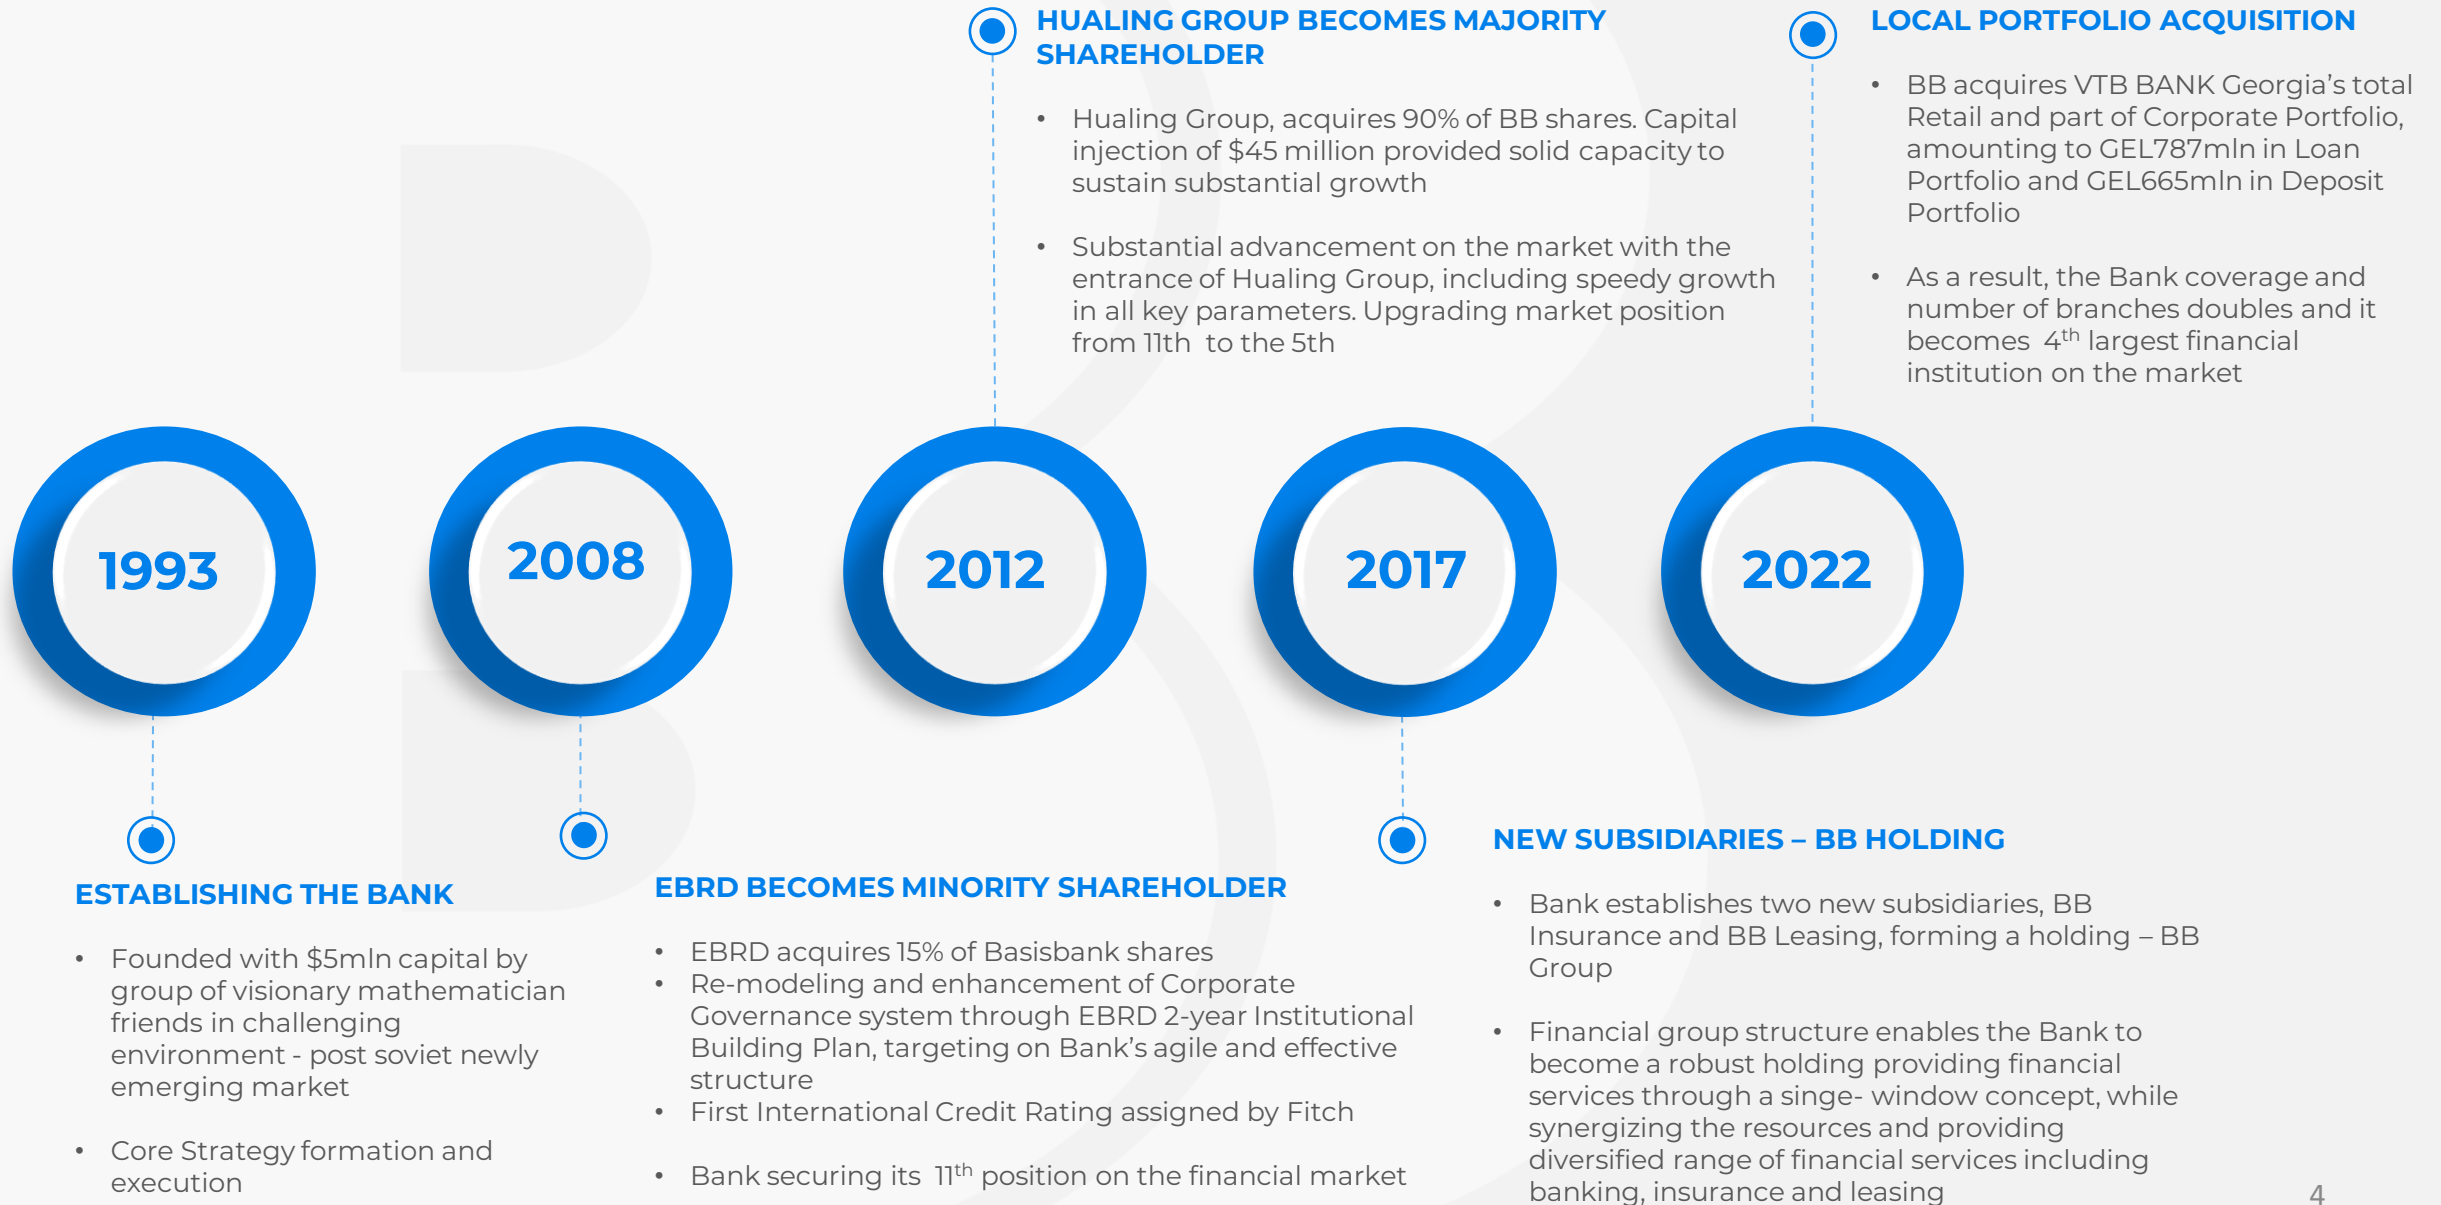 HUALING GROUP BECOMES MAJORITY
SHAREHOLDER
• Hualing Group, acquires 90% of BB shares. Capital
injection of $45 million provided solid capacity to
sustain substantial growth
• Substantial advancement on the market with the
entrance of Hualing Group, including speedy growth
in all key parameters. Upgrading market position
from 11th to the 5th
LOCAL PORTFOLIO ACQUISITION
• BB acquires VTB BANK Georgia’s total
Retail and part of Corporate Portfolio,
amounting to GEL787mln in Loan
Portfolio and GEL665mln in Deposit
Portfolio
• As a result, the Bank coverage and
number of branches doubles and it
becomes 4th largest financial
institution on the market
1993
2008
2012
2017
2022
ESTABLISHING THE BANK
• Founded with $5mln capital by
group of visionary mathematician
friends in challenging
environment - post soviet newly
emerging market
• Core Strategy formation and
execution
EBRD BECOMES MINORITY SHAREHOLDER
• EBRD acquires 15% of Basisbank shares
• Re-modeling and enhancement of Corporate
Governance system through EBRD 2-year Institutional
Building Plan, targeting on Bank’s agile and effective
structure
• First International Credit Rating assigned by Fitch
• Bank securing its 11th position on the financial market
NEW SUBSIDIARIES – BB HOLDING
• Bank establishes two new subsidiaries, BB
Insurance and BB Leasing, forming a holding – BB
Group
• Financial group structure enables the Bank to
become a robust holding providing financial
services through a singe- window concept, while
synergizing the resources and providing
diversified range of financial services including
banking, insurance and leasing
4